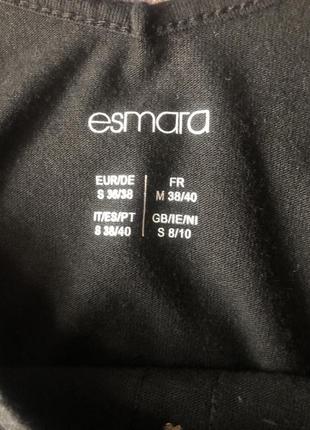 esmara
EUR/DE FR
S 36/38 M 38/40
IT/ES/PT GB/IE/NI
S 38/40 S 8/10